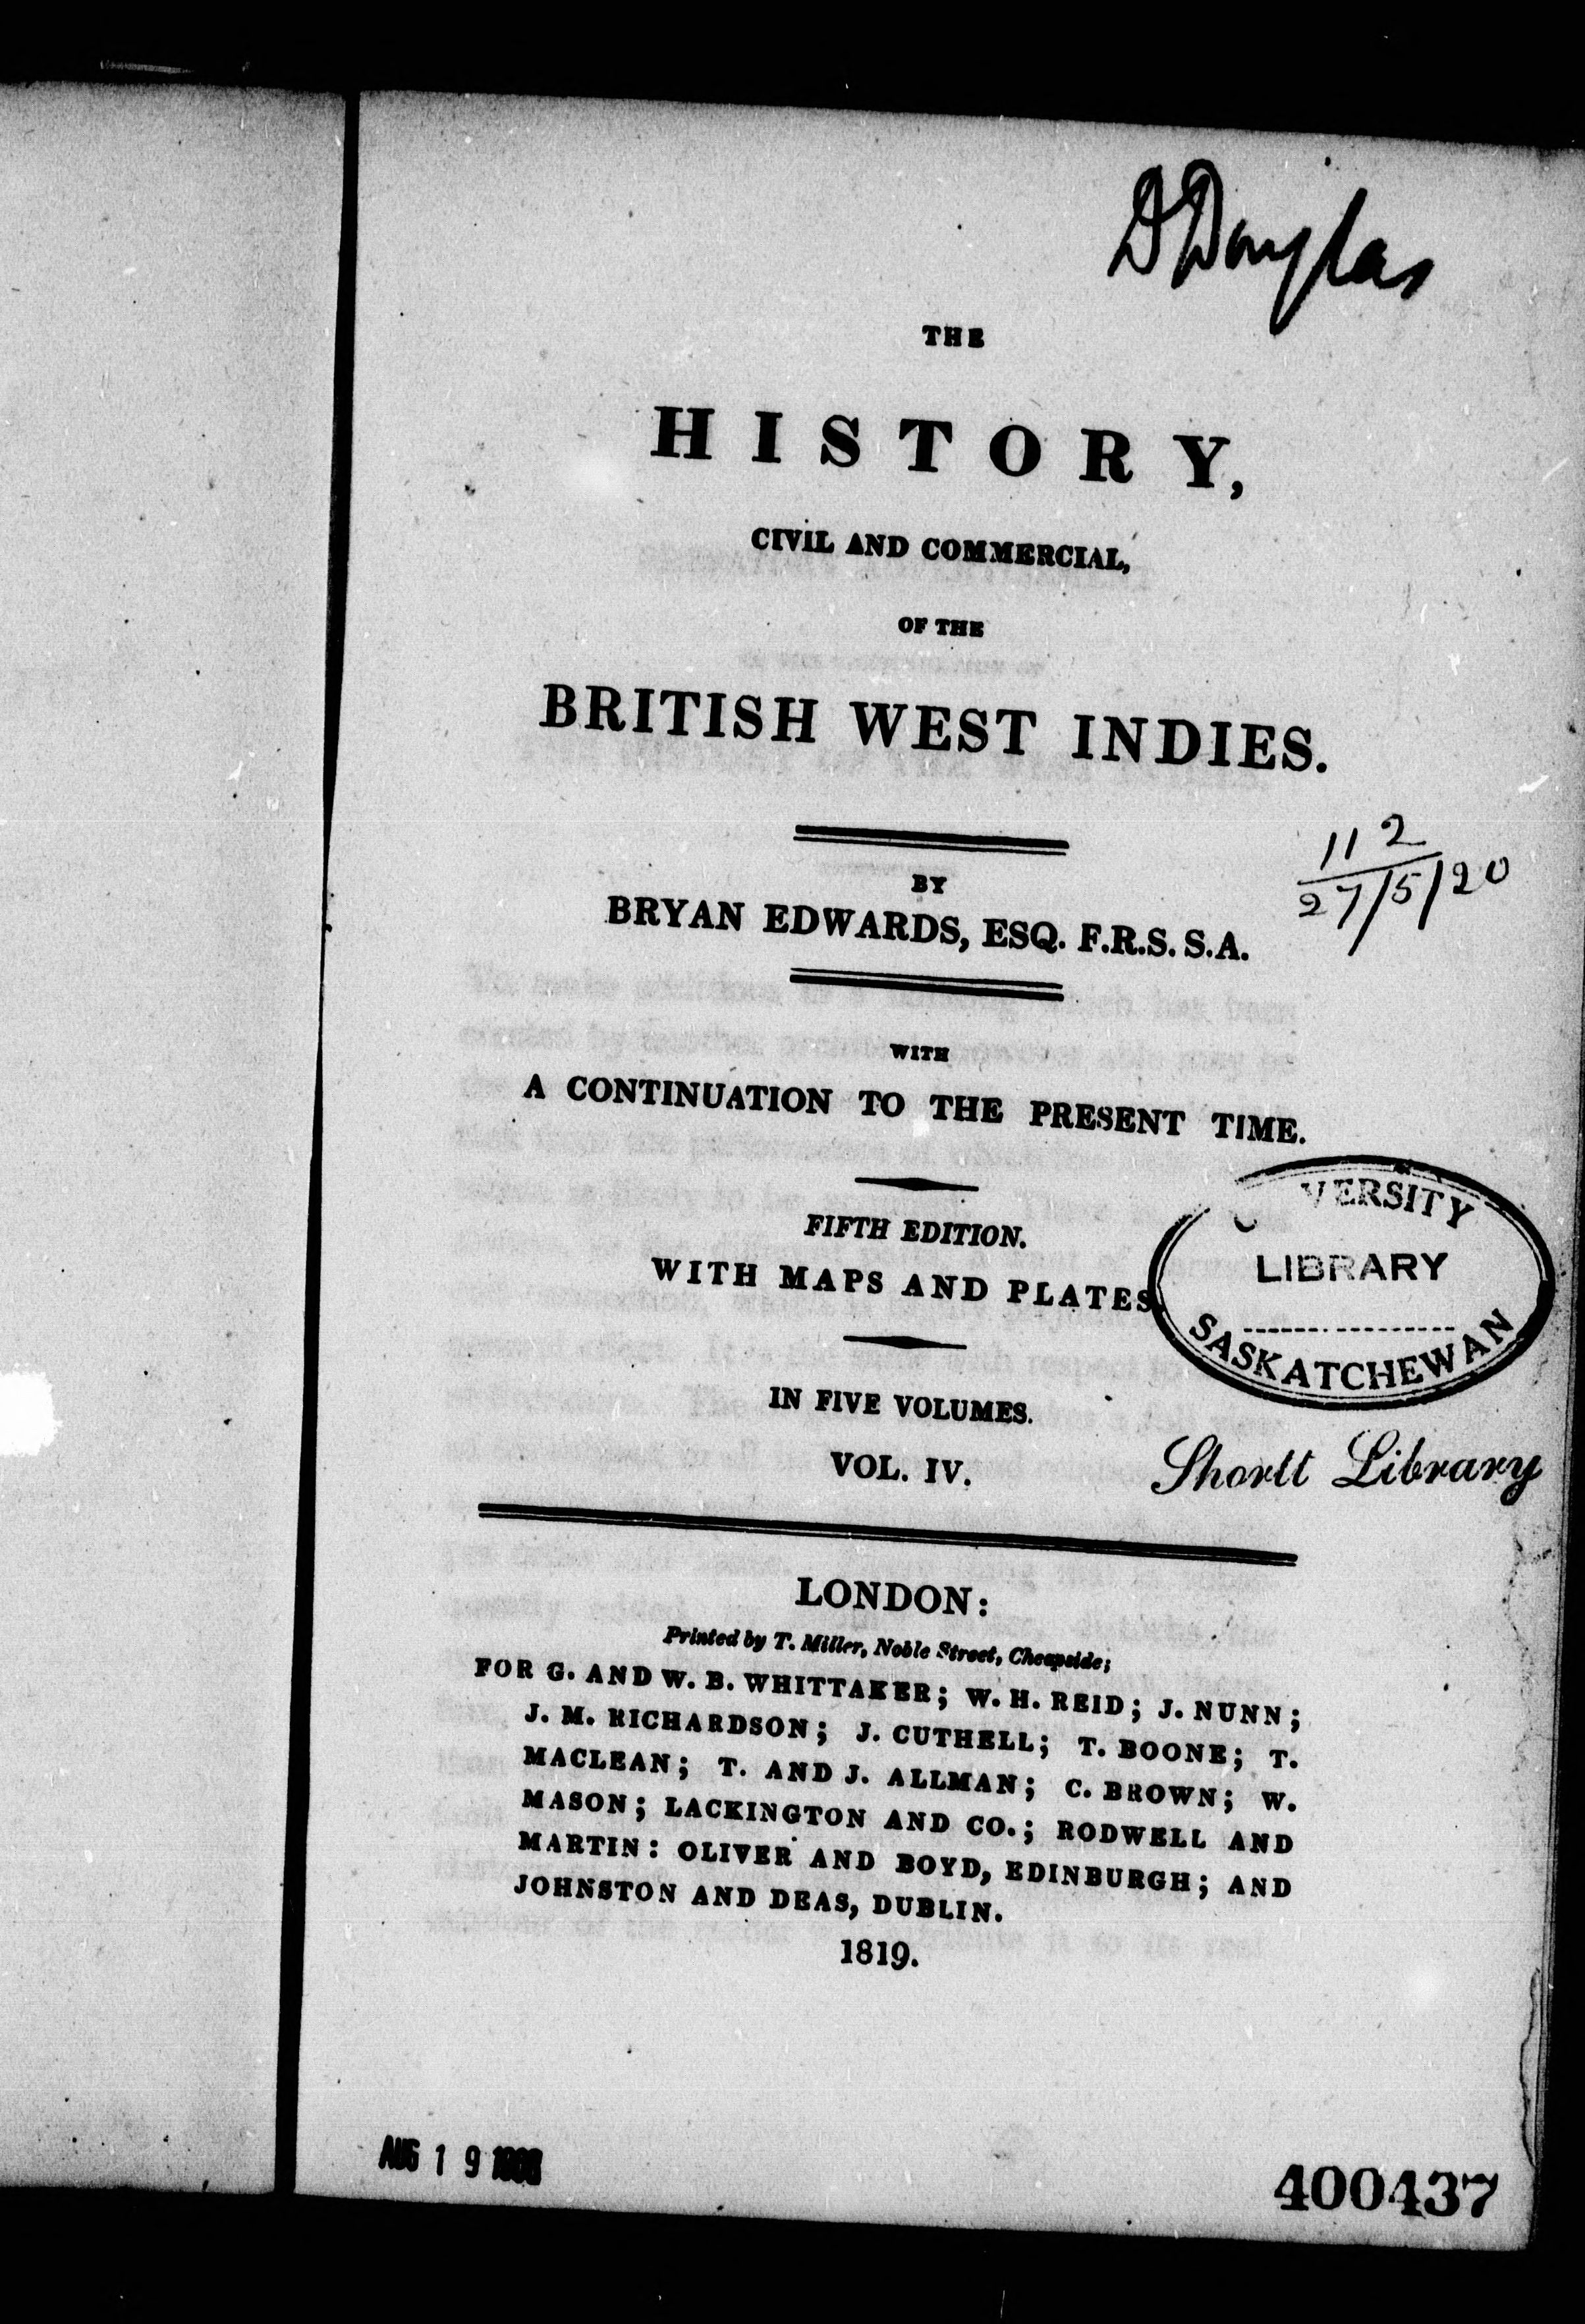 D Douglas
THE
HISTORY,
CIVIL AND COMMERCIAL,
OF THE
BRITISH WEST INDIES.
11 2
27/5/20
BY
BRYAN EDWARDS, ESQ. F.R.S. S.A.
WITH
A CONTINUATION TO THE PRESENT TIME.
FIFTH EDITION.
WITH MAPS AND PLATES
VERSITY
LIBRARY
SASKATCHEWAN
IN FIVE VOLUMES.
VOL. IV.
Shortt Library
LONDON:
Printed by T. Miller, Noble Street, Cheapside;
FOR G. AND W. B. WHITTAKER; W. H. REID; J. NUNN;
J. M. RICHARDSON; J. CUTHELL; T. BOONE; T.
MACLEAN; T. AND J. ALLMAN; C. BROWN; W.
MASON; LACKINGTON AND CO.; RODWELL AND
MARTIN: OLIVER AND BOYD, EDINBURGH; AND
JOHNSTON AND DEAS, DUBLIN.
1819.
AUG 19
400437